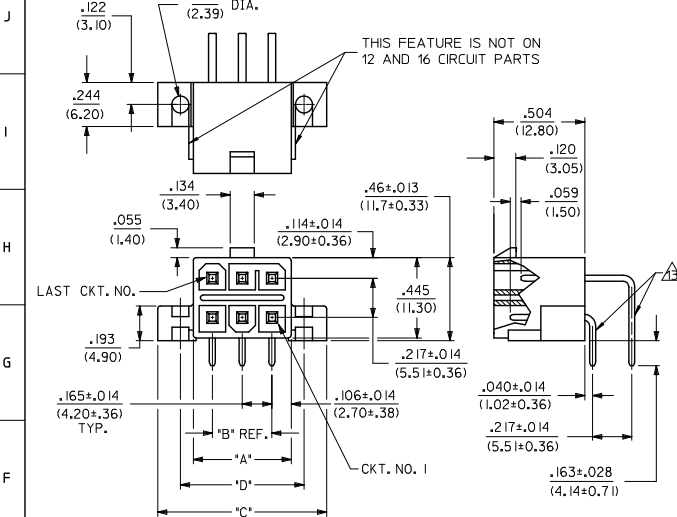 J
.122
(3.10)
(2.39) DIA.
THIS FEATURE IS NOT ON
12 AND 16 CIRCUIT PARTS
.244
(6.20)
I
.504
(12.80)
.120
(3.05)
.134
(3.40)
.46±0.013
(11.7±0.33)
.059
(1.50)
.055
(1.40)
H
.114±.014
(2.90±0.36)
13
LAST CKT. NO.
.445
(11.30)
.193
(4.90)
G
.217±.014
(5.51±0.36)
.165±.014
(4.20±.36)
TYP.
.106±.014
(2.70±.38)
.040±.014
(1.02±0.36)
"B" REF.
.217±.014
(5.51±0.36)
"A"
CKT. NO. 1
F
"D"
.163±.028
(4.14±0.71)
"C"